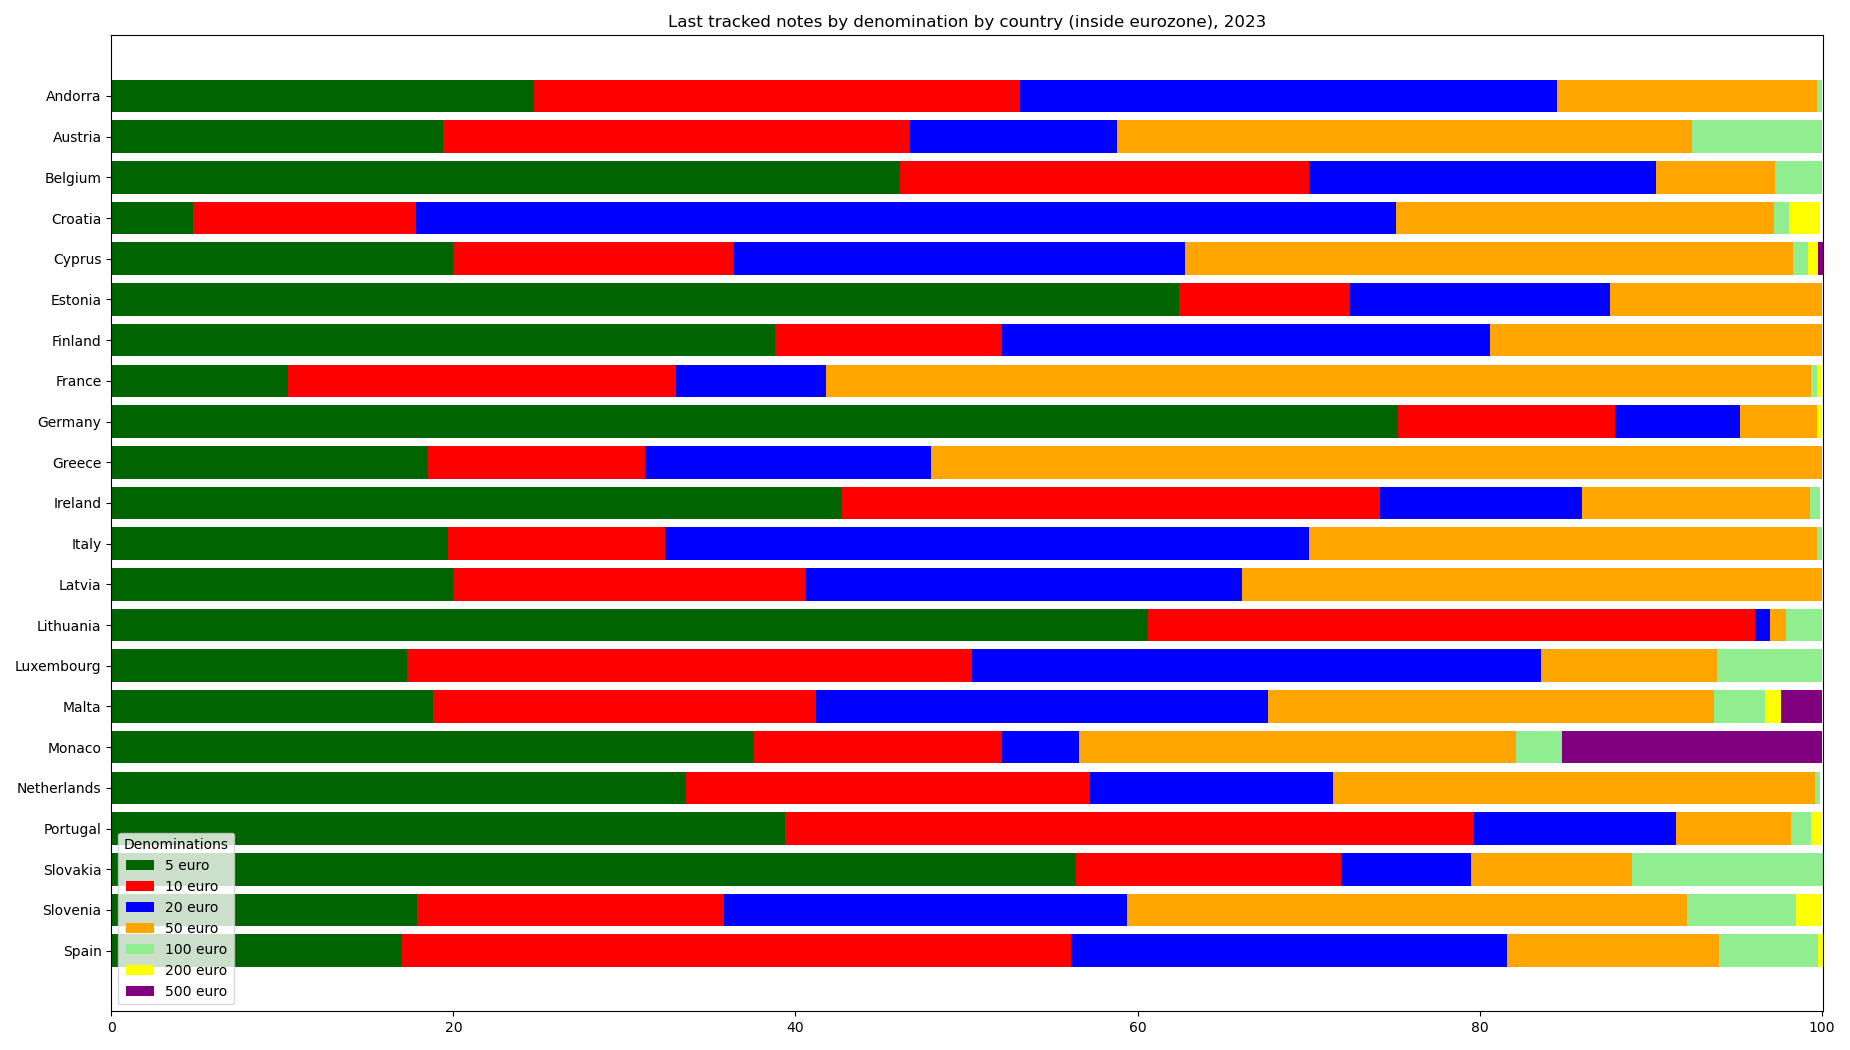 Last tracked notes by denomination by country (inside eurozone), 2023
Andorra
Austria
Belgium
Croatia
Cyprus
Estonia
Finland
France
Germany
Greece
Ireland
Italy
Latvia
Lithuania
Luxembourg
Malta
Monaco
Netherlands
Portugal
Slovakia
Slovenia
Spain
Denominations
5 euro
10 euro
20 euro
50 euro
100 euro
200 euro
500 euro
0 20 40 60 80 100